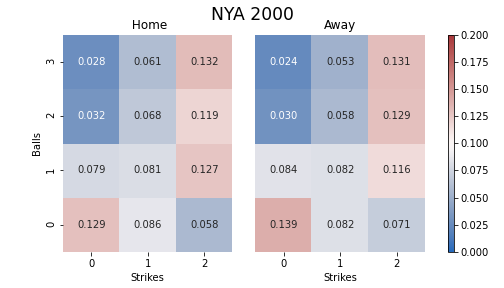 NYA 2000
Home
Away
Balls
3
2
1
0
0.028 0.061 0.132
0.032 0.068 0.119
0.079 0.081 0.127
0.129 0.086 0.058
0 1 2
Strikes
0.024 0.053 0.131
0.030 0.058 0.129
0.084 0.082 0.116
0.139 0.082 0.071
0 1 2
Strikes
0.200
0.175
0.150
0.125
0.100
0.075
0.050
0.025
0.000